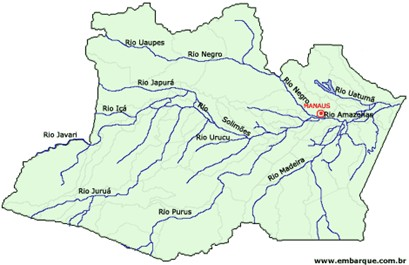 Rio Uaupes
Rio Negro
Rio Negro
Rio Uatumã
MANAUS
Rio Amazonas
Rio Japurá
Rio Içá
Rio Solimões
Rio Javari
Rio Urucu
Rio Madeira
Rio Juruá
Rio Purus
www.embarque.com.br